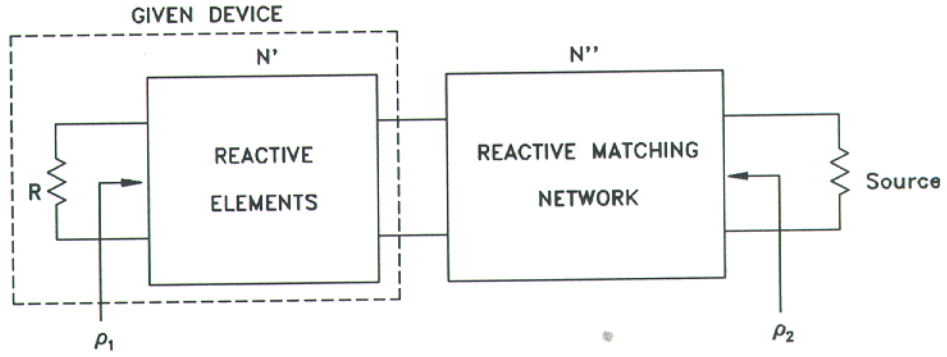 GIVEN DEVICE
N'
N''
R
REACTIVE
ELEMENTS
REACTIVE MATCHING
NETWORK
Source
ρ₁
ρ₂